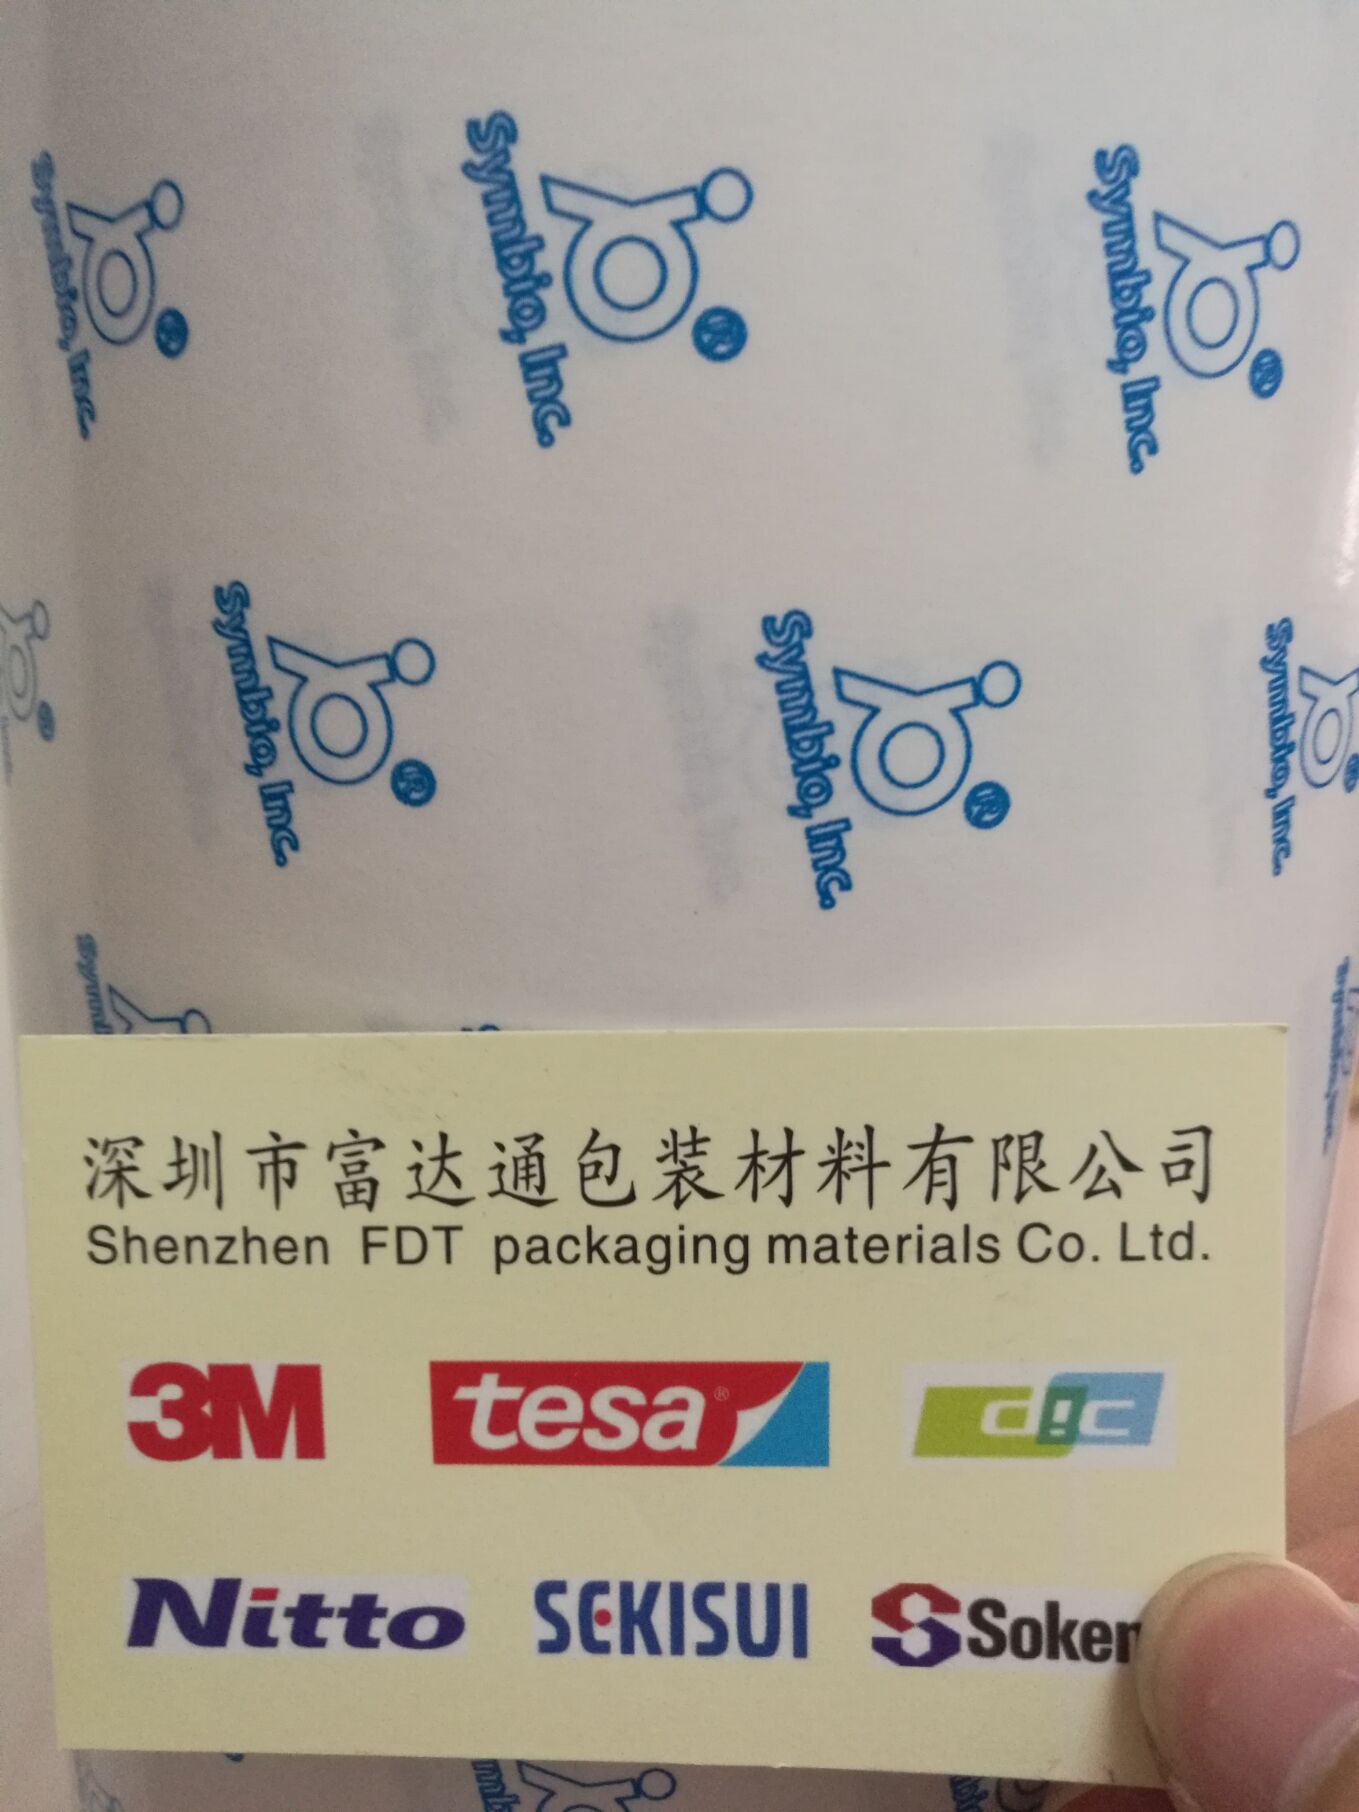 Symbio, Inc.
®
Symbio, Inc.
®
Symbio, Inc.
®
Symbio, Inc.
®
Symbio, Inc.
®
Symbio, Inc.
®
深圳市富达通包装材料有限公司
Shenzhen FDT packaging materials Co. Ltd.
3M
tesa®
dic
Nitto
SEKISUI
Soken